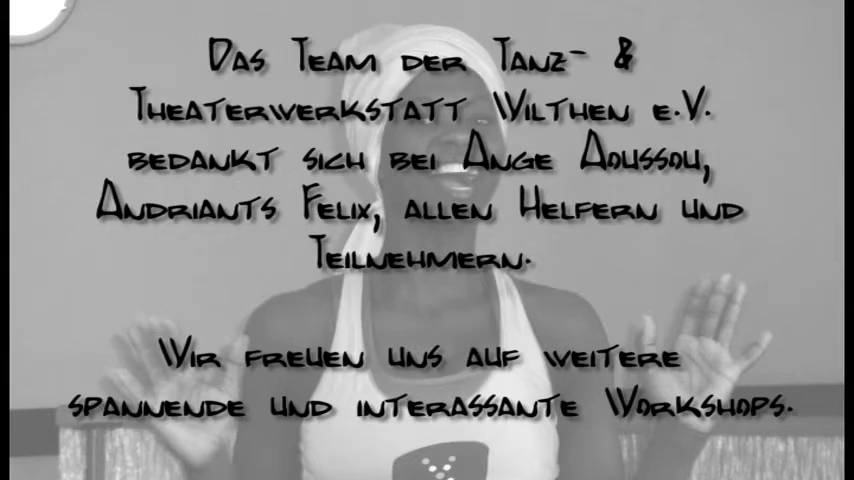 Das Team der Tanz- &
Theaterwerkstatt Wilthen e.V.
bedankt sich bei Ange Aoussou,
Andriants Felix, allen Helfern und
Teilnehmern.
Wir freuen uns auf weitere
spannende und interassante Workshops.